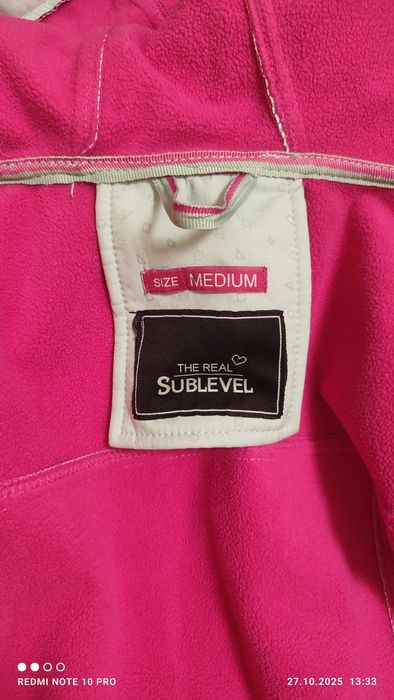 SIZE MEDIUM
THE REAL
SUBLEVEL
REDMI NOTE 10 PRO
27.10.2025 13:33